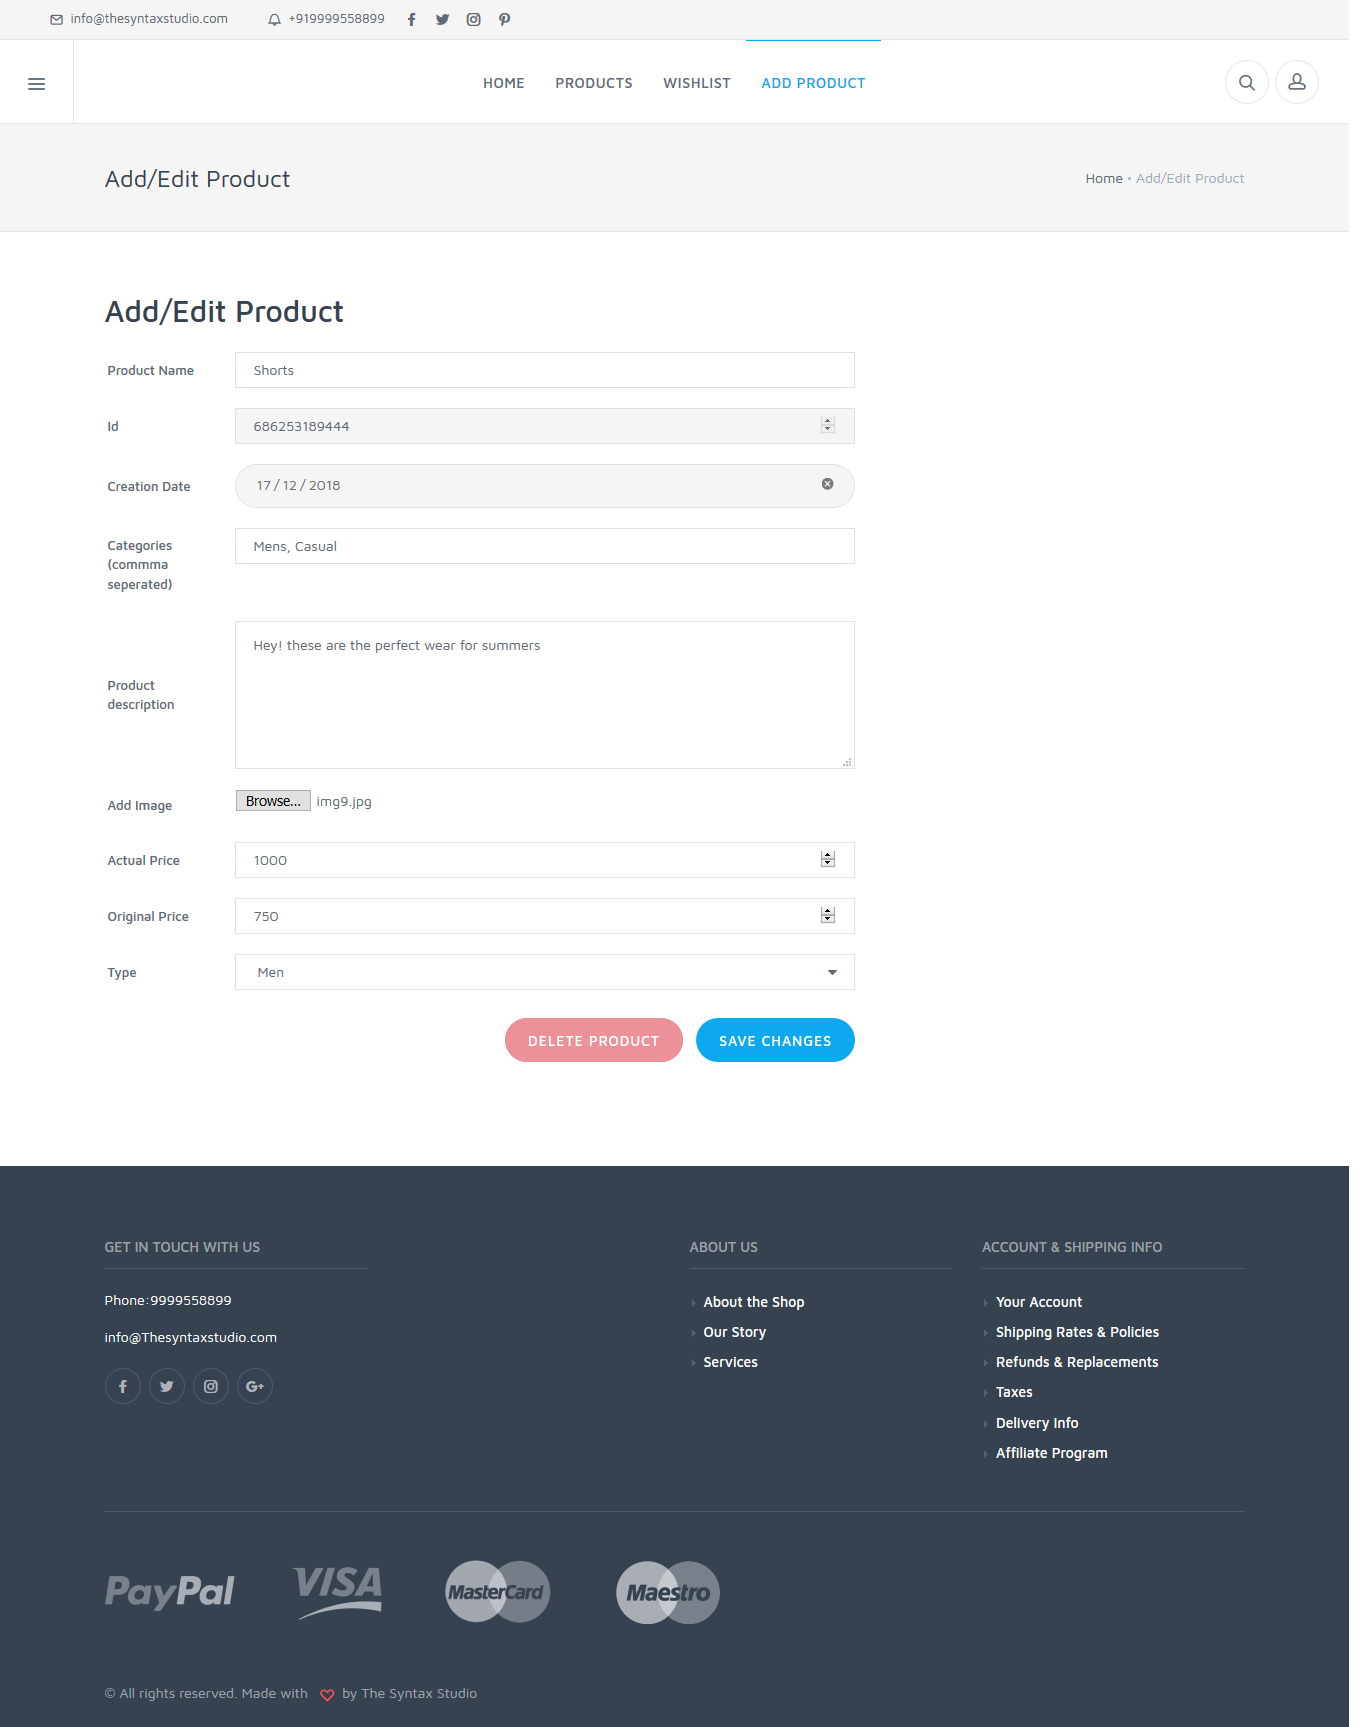 info@thesyntaxstudio.com +919999558899
HOME PRODUCTS WISHLIST ADD PRODUCT
Add/Edit Product
Home • Add/Edit Product
Add/Edit Product
Product Name Shorts
Id 686253189444
Creation Date 17 / 12 / 2018
Categories
(commma
seperated)
Mens, Casual
Product
description
Hey! these are the perfect wear for summers
Add Image Browse... img9.jpg
Actual Price 1000
Original Price 750
Type Men
DELETE PRODUCT SAVE CHANGES
GET IN TOUCH WITH US
Phone:9999558899
info@Thesyntaxstudio.com
G+
ABOUT US
About the Shop
Our Story
Services
ACCOUNT & SHIPPING INFO
Your Account
Shipping Rates & Policies
Refunds & Replacements
Taxes
Delivery Info
Affiliate Program
PayPal VISA MasterCard Maestro
© All rights reserved. Made with by The Syntax Studio